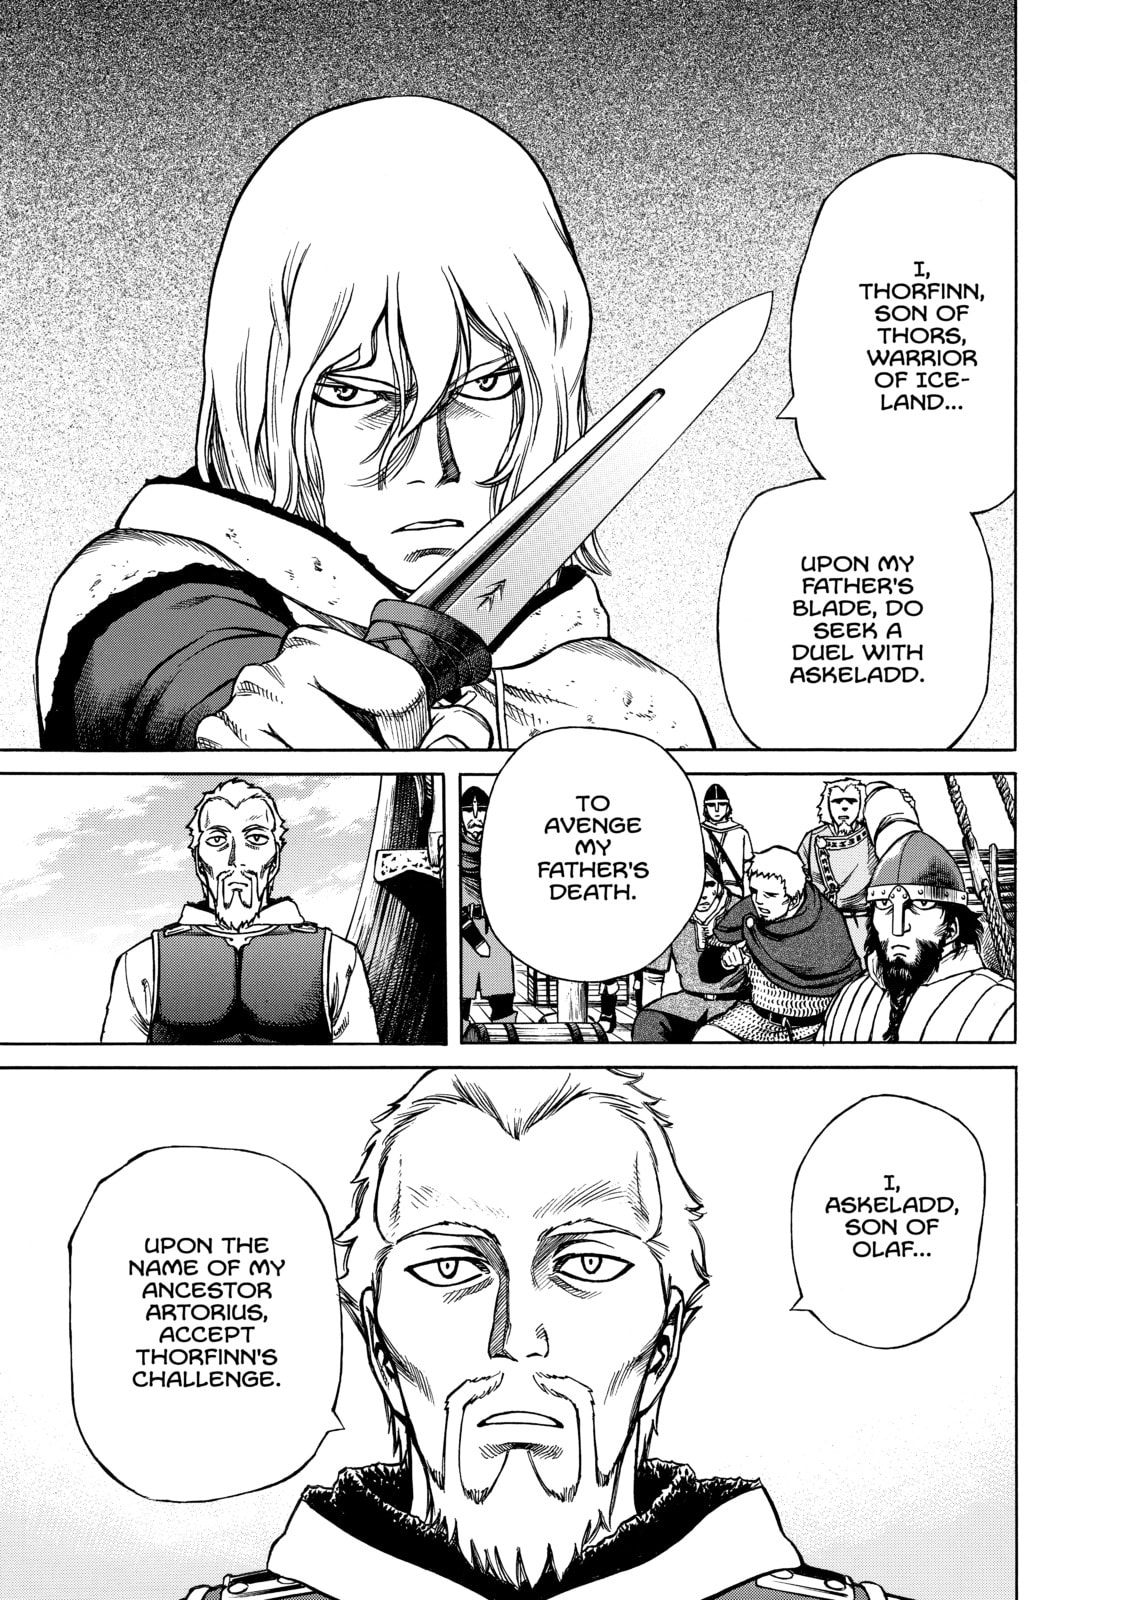 I,
THORFINN,
SON OF
THORS,
WARRIOR
OF ICE-
LAND...
UPON MY
FATHER'S
BLADE, DO
SEEK A
DUEL WITH
ASKELADD.
TO
AVENGE
MY
FATHER'S
DEATH.
I,
ASKELADD,
SON OF
OLAF...
UPON THE
NAME OF MY
ANCESTOR
ARTORIUS,
ACCEPT
THORFINN'S
CHALLENGE.